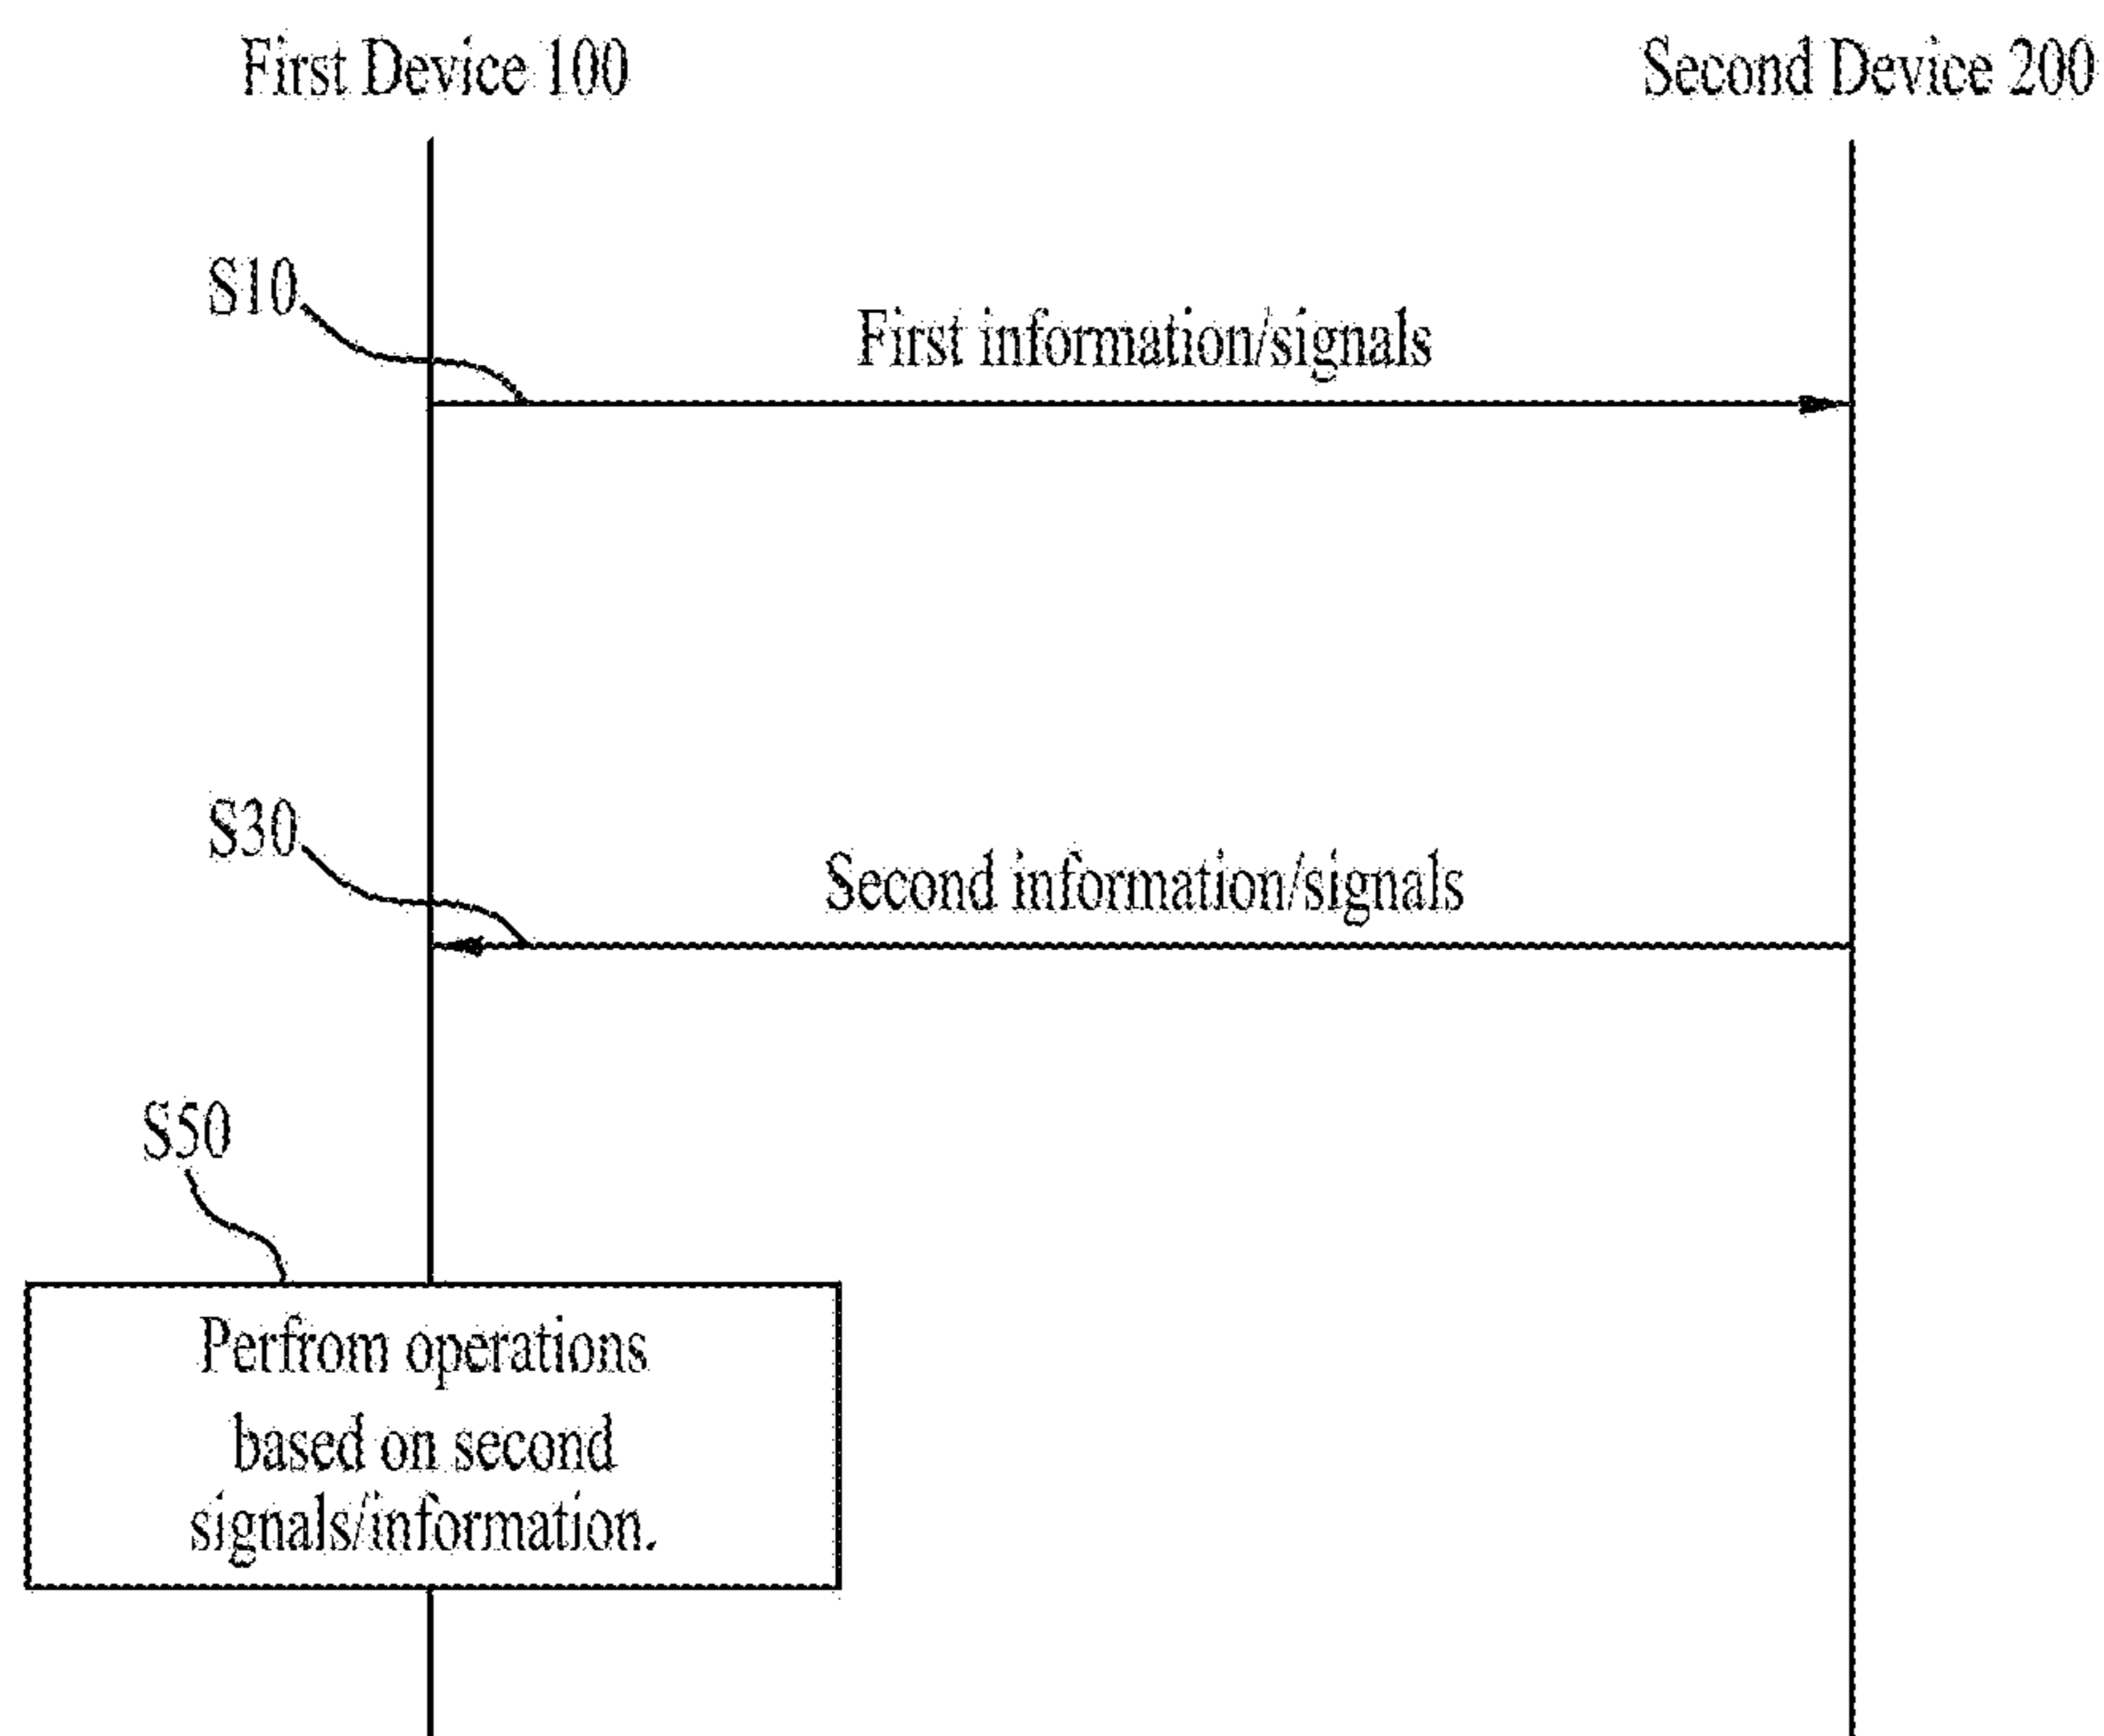 First Device 100
Second Device 200
S10
First information/signals
S30
Second information/signals
S50
Perfrom operations
based on second
signals/information.